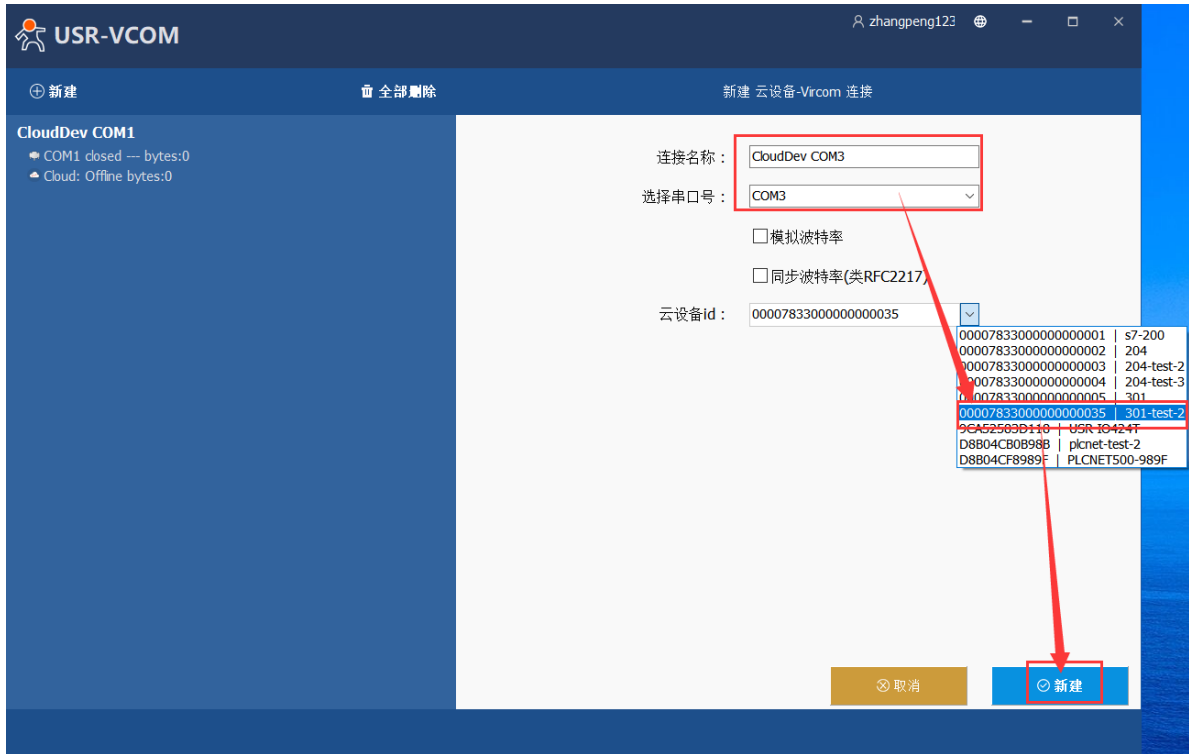 USR-VCOM
zhangpeng123
新建
全部删除
新建 云设备-Vircom 连接
CloudDev COM1
COM1 closed --- bytes:0
Cloud: Offline bytes:0
连接名称：
CloudDev COM3
选择串口号：
COM3
模拟波特率
同步波特率(类RFC2217)
云设备id：
00007833000000000035
00007833000000000001 | s7-200
00007833000000000002 | 204
00007833000000000003 | 204-test-2
00007833000000000004 | 204-test-3
00007833000000000005 | 301
00007833000000000035 | 301-test-2
9CA52583D118 | USR-IO424T
D8B04CB0B98B | plcnet-test-2
D8B04CF8989F | PLCNET500-989F
取消
新建